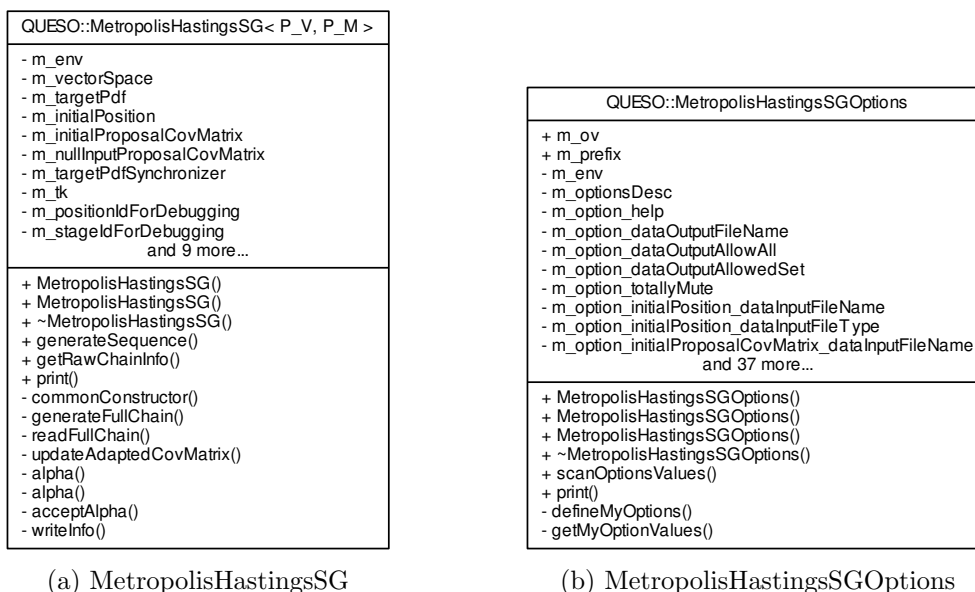 QUESO::MetropolisHastingsSG< P_V, P_M >
- m_env
- m_vectorSpace
- m_targetPdf
- m_initialPosition
- m_initialProposalCovMatrix
- m_nullInputProposalCovMatrix
- m_targetPdfSynchronizer
- m_tk
- m_positionIdForDebugging
- m_stageIdForDebugging
and 9 more...
+ MetropolisHastingsSG()
+ MetropolisHastingsSG()
+ ~MetropolisHastingsSG()
+ generateSequence()
+ getRawChainInfo()
+ print()
- commonConstructor()
- generateFullChain()
- readFullChain()
- updateAdaptedCovMatrix()
- alpha()
- alpha()
- acceptAlpha()
- writeInfo()
(a) MetropolisHastingsSG
QUESO::MetropolisHastingsSGOptions
+ m_ov
+ m_prefix
- m_env
- m_optionsDesc
- m_option_help
- m_option_dataOutputFileName
- m_option_dataOutputAllowAll
- m_option_dataOutputAllowedSet
- m_option_totallyMute
- m_option_initialPosition_dataInputFileName
- m_option_initialPosition_dataInputFileType
- m_option_initialProposalCovMatrix_dataInputFileName
and 37 more...
+ MetropolisHastingsSGOptions()
+ MetropolisHastingsSGOptions()
+ MetropolisHastingsSGOptions()
+ ~MetropolisHastingsSGOptions()
+ scanOptionsValues()
+ print()
- defineMyOptions()
- getMyOptionValues()
(b) MetropolisHastingsSGOptions